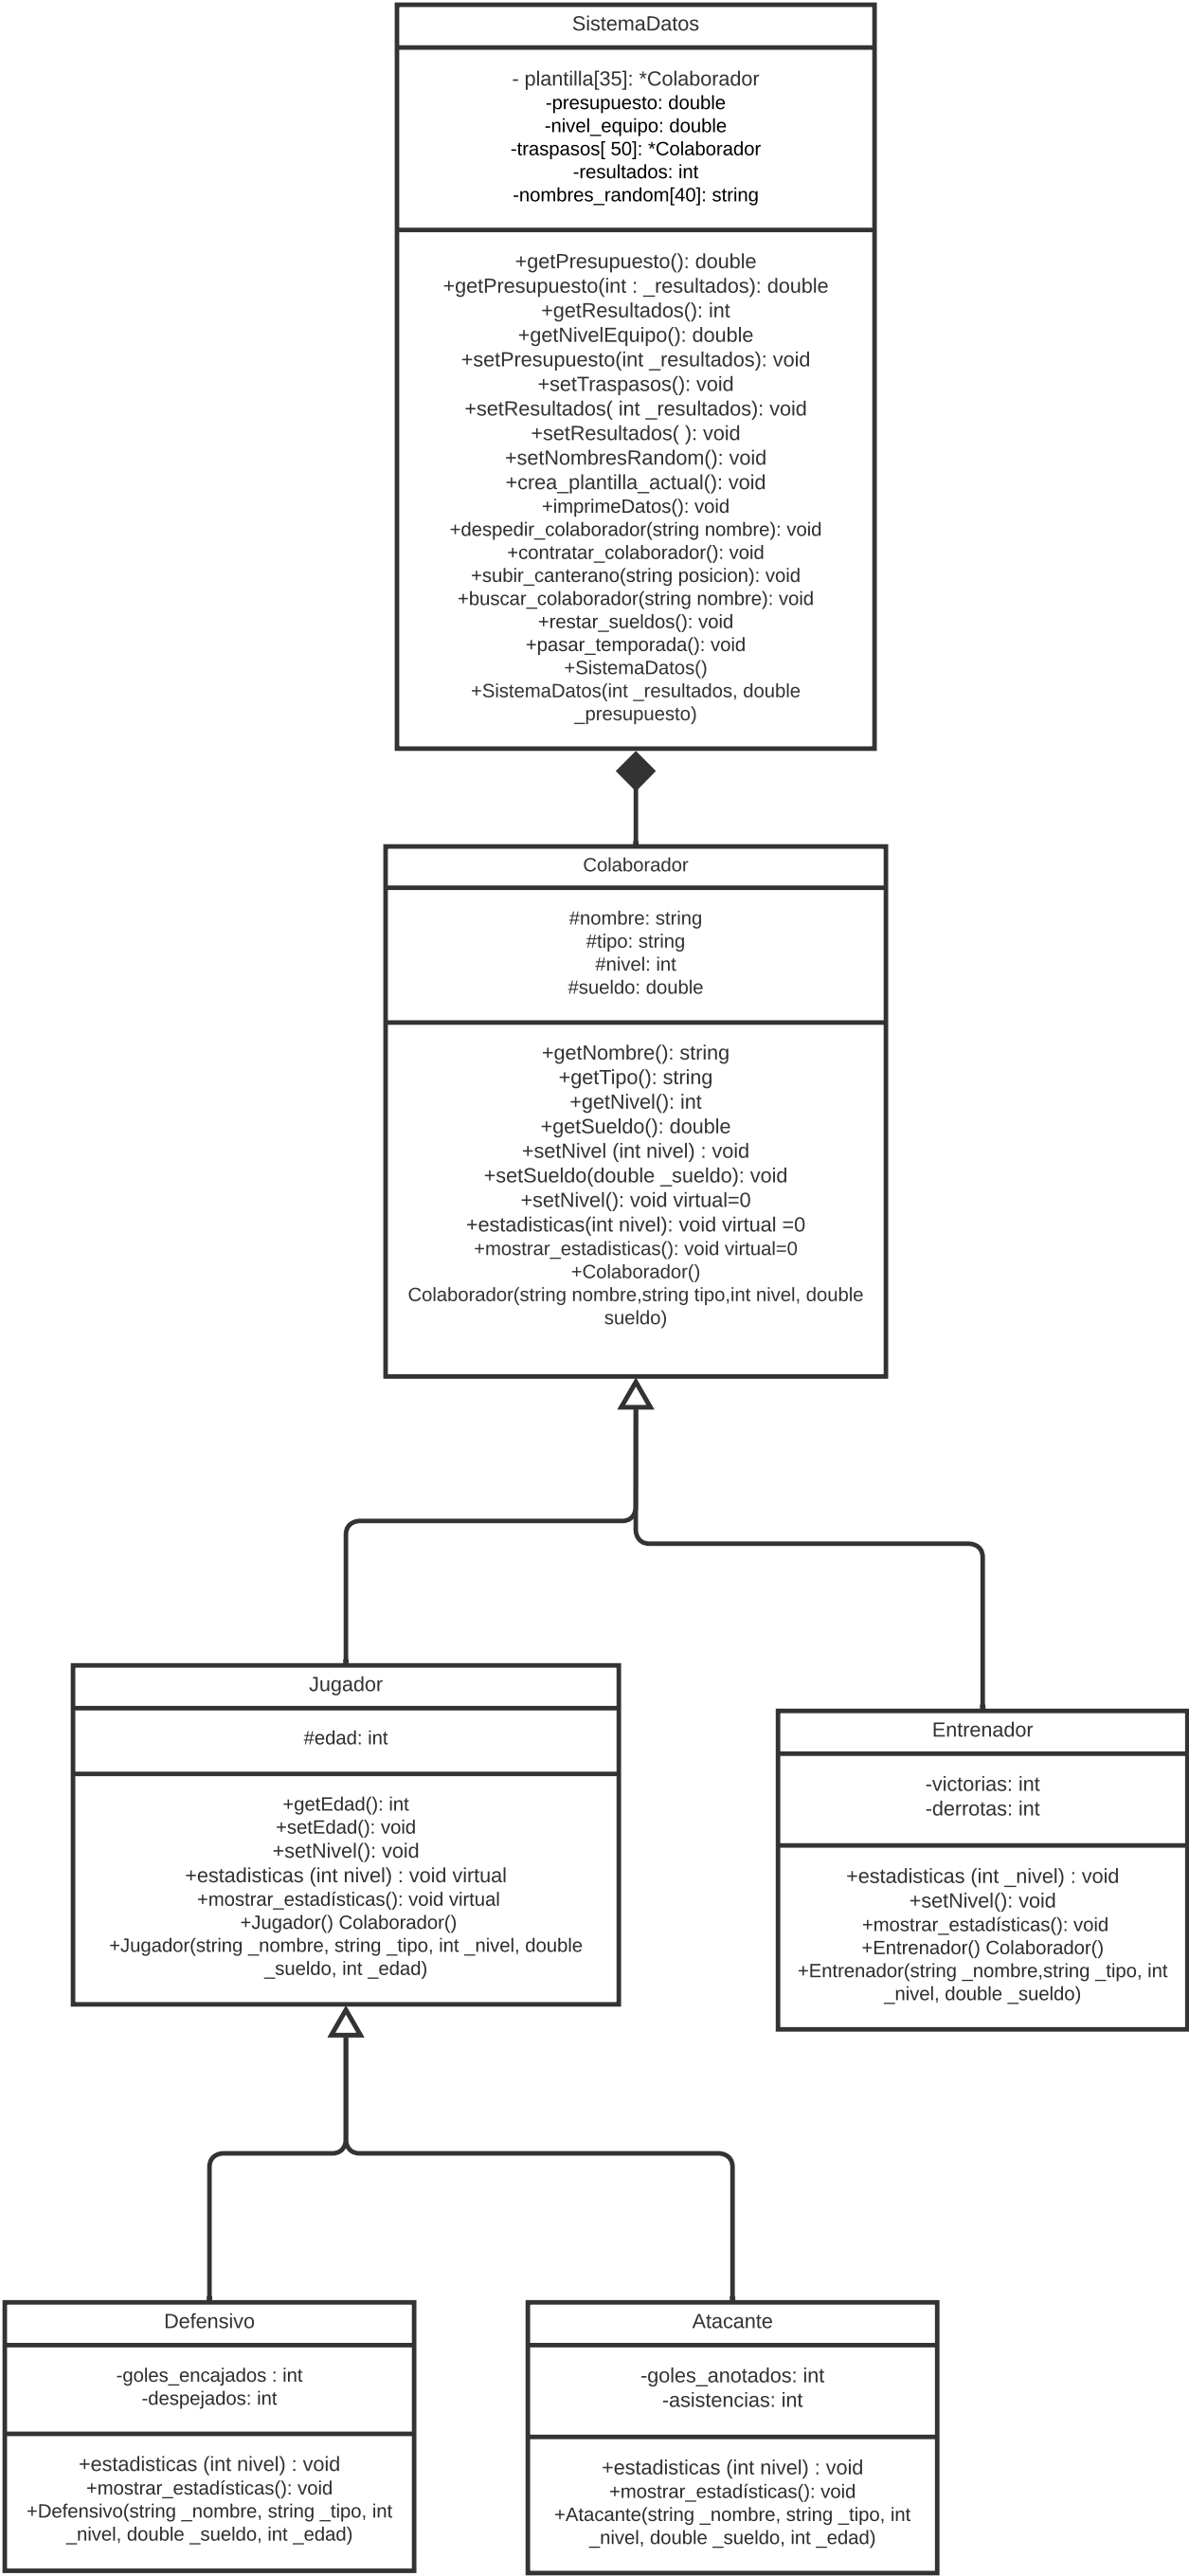 SistemaDatos
- plantilla[35]: *Colaborador
-presupuesto: double
-nivel_equipo: double
-traspasos[ 50]: *Colaborador
-resultados: int
-nombres_random[40]: string
+getPresupuesto(): double
+getPresupuesto(int : _resultados): double
+getResultados(): int
+getNivelEquipo(): double
+setPresupuesto(int _resultados): void
+setTraspasos(): void
+setResultados( int _resultados): void
+setResultados( ): void
+setNombresRandom(): void
+crea_plantilla_actual(): void
+imprimeDatos(): void
+despedir_colaborador(string nombre): void
+contratar_colaborador(): void
+subir_canterano(string posicion): void
+buscar_colaborador(string nombre): void
+restar_sueldos(): void
+pasar_temporada(): void
+SistemaDatos()
+SistemaDatos(int _resultados, double
_presupuesto)
Colaborador
#nombre: string
#tipo: string
#nivel: int
#sueldo: double
+getNombre(): string
+getTipo(): string
+getNivel(): int
+getSueldo(): double
+setNivel (int nivel) : void
+setSueldo(double _sueldo): void
+setNivel(): void virtual=0
+estadisticas(int nivel): void virtual =0
+mostrar_estadisticas(): void virtual=0
+Colaborador()
Colaborador(string nombre,string tipo,int nivel, double
sueldo)
Jugador
#edad: int
+getEdad(): int
+setEdad(): void
+setNivel(): void
+estadisticas (int nivel) : void virtual
+mostrar_estadísticas(): void virtual
+Jugador() Colaborador()
+Jugador(string _nombre, string _tipo, int _nivel, double
_sueldo, int _edad)
Entrenador
-victorias: int
-derrotas: int
+estadisticas (int _nivel) : void
+setNivel(): void
+mostrar_estadísticas(): void
+Entrenador() Colaborador()
+Entrenador(string _nombre,string _tipo, int
_nivel, double _sueldo)
Defensivo
-goles_encajados : int
-despejados: int
+estadisticas (int nivel) : void
+mostrar_estadísticas(): void
+Defensivo(string _nombre, string _tipo, int
_nivel, double _sueldo, int _edad)
Atacante
-goles_anotados: int
-asistencias: int
+estadisticas (int nivel) : void
+mostrar_estadísticas(): void
+Atacante(string _nombre, string _tipo, int
_nivel, double _sueldo, int _edad)